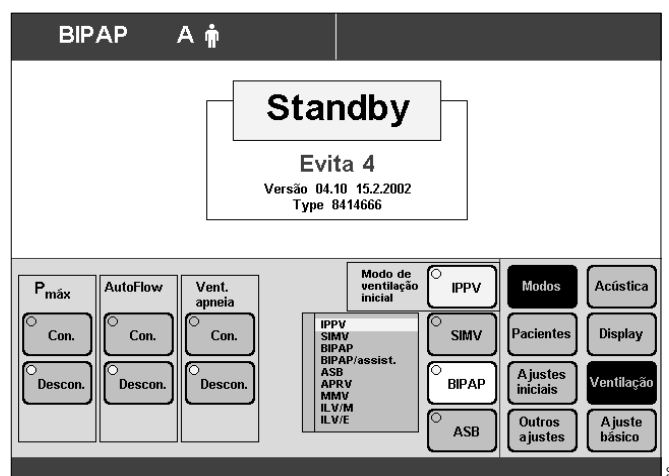 BIPAP A
Standby
Evita 4
Versão 04.10 15.2.2002
Type 8414666
Pmáx
Con.
Descon.
AutoFlow
Con.
Descon.
Vent.
apneia
Con.
Descon.
Modo de
ventilação
inicial
IPPV
SIMV
BIPAP
BIPAP/assist.
ASB
APRV
MMV
ILV/M
ILV/E
IPPV
SIMV
BIPAP
ASB
Modos
Acústica
Pacientes
Display
Ajustes
iniciais
Ventilação
Outros
ajustes
Ajuste
básico